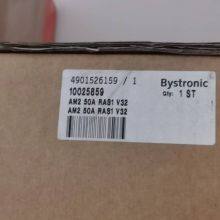 4901526159 / 1
Bystronic
10025859
Qty: 1 ST
AM2 50A RAS1 V32
AM2 50A RAS1 V32